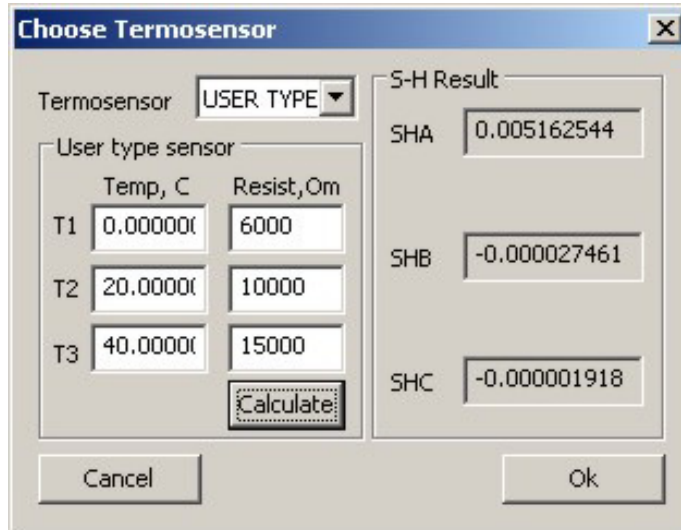 Choose Termosensor
Termosensor USER TYPE
User type sensor
Temp, C Resist,Om
T1 0.000000 6000
T2 20.00000 10000
T3 40.00000 15000
Calculate
S-H Result
SHA 0.005162544
SHB -0.000027461
SHC -0.000001918
Cancel Ok